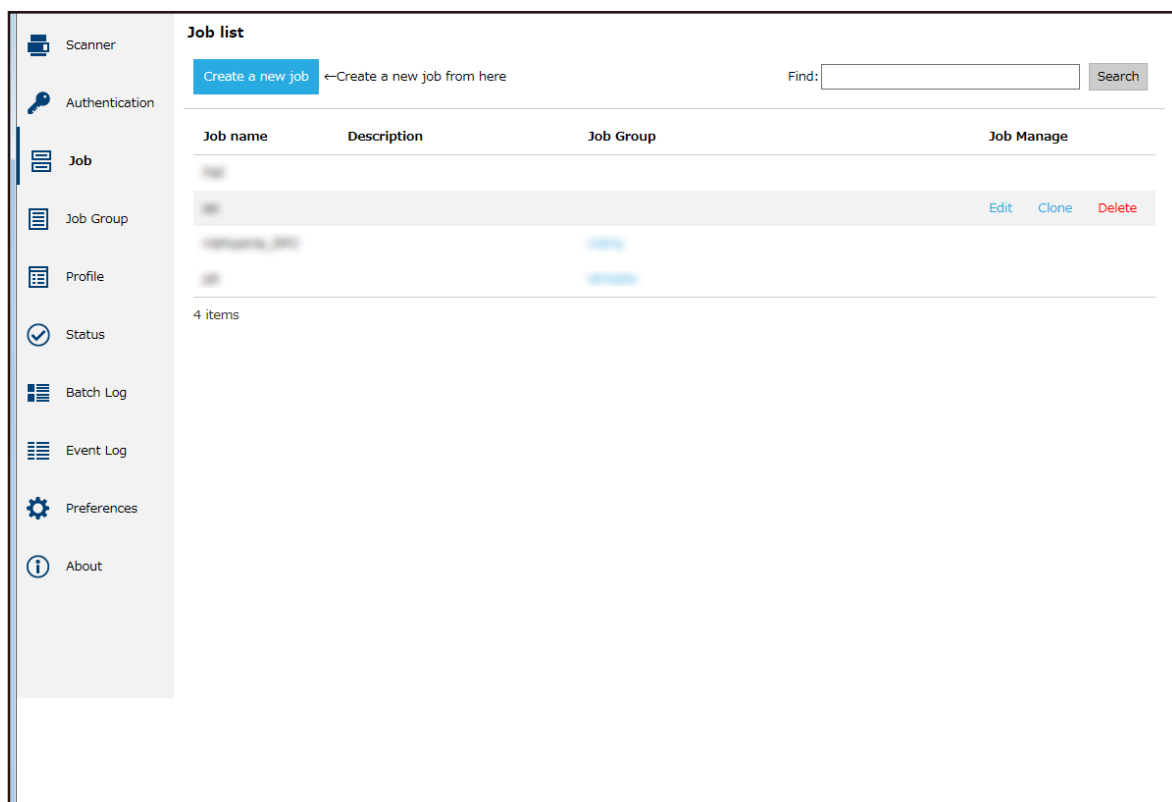 Scanner
Authentication
Job
Job Group
Profile
Status
Batch Log
Event Log
Preferences
About
Job list
Create a new job ←Create a new job from here Find: Search
Job name Description Job Group Job Manage
Edit Clone Delete
4 items